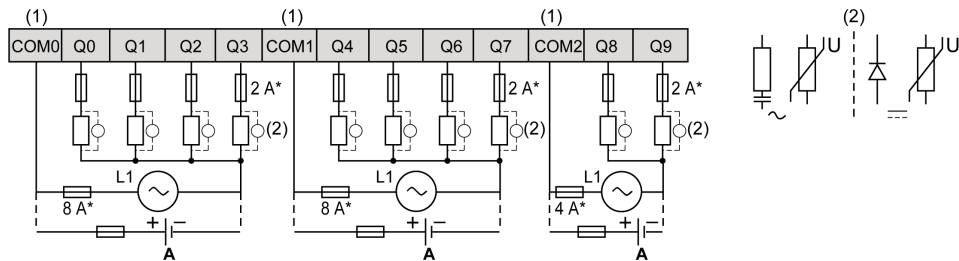 (1) (1) (1) (2)
COM0 Q0 Q1 Q2 Q3 COM1 Q4 Q5 Q6 Q7 COM2 Q8 Q9
U U
2 A* 2 A* 2 A*
(2) (2) (2)
L1 L1 L1
8 A* 8 A* 4 A*
+ − + − + −
A A A